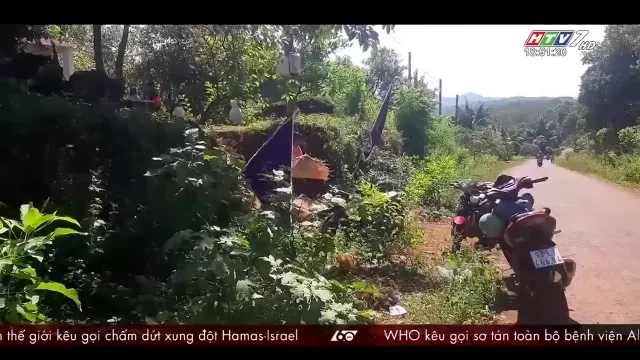 HTV7 HD
18:51:20
n thế giới kêu gọi chấm dứt xung đột Hamas-Israel 60 WHO kêu gọi sơ tán toàn bộ bệnh viện Al